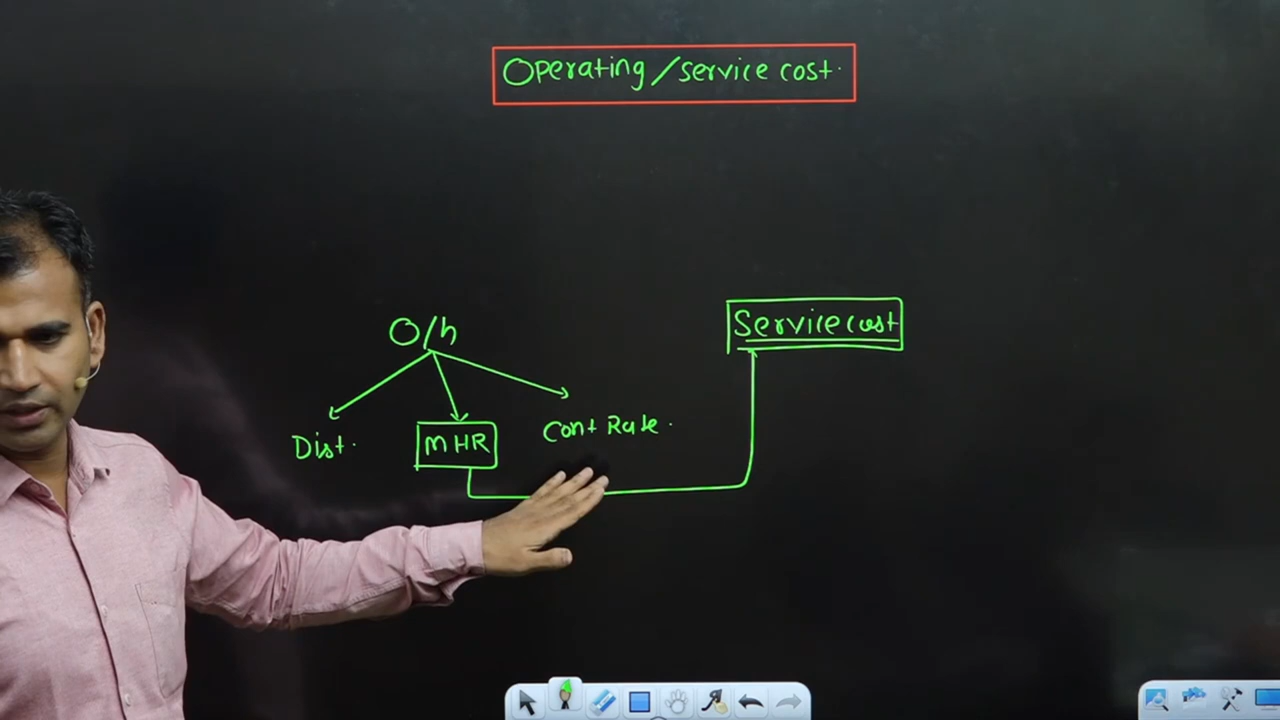 Operating/service cost.
O/h
Service cost
Dist.
MHR
Cont Rate.